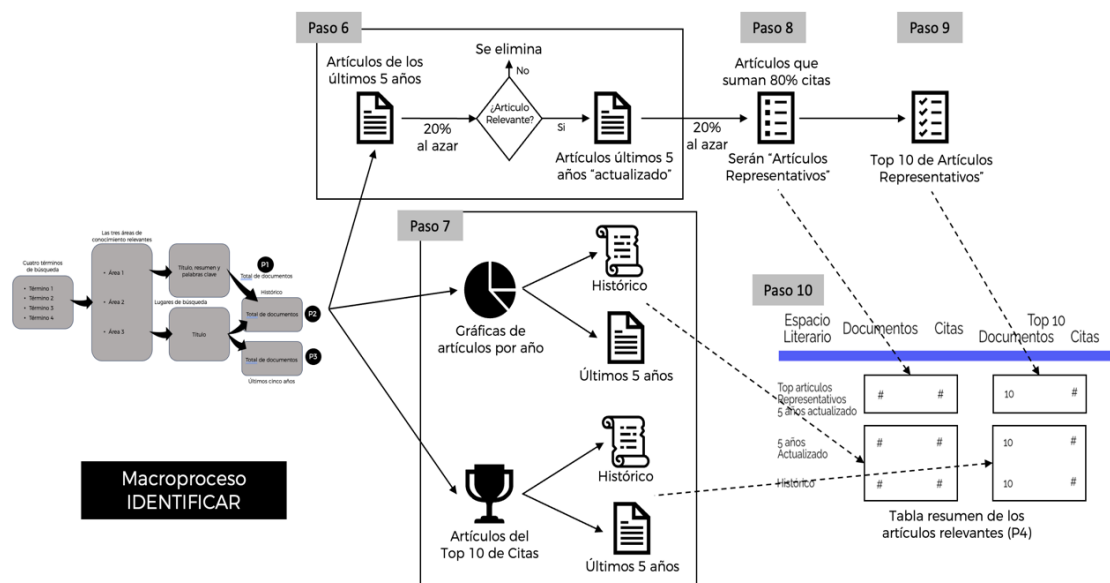 Paso 6
Se elimina
Artículos de los
últimos 5 años
No
¿Artículo
Relevante?
20%
al azar
Si
Artículos últimos 5
años “actualizado”
20%
al azar
Paso 8
Artículos que
suman 80% citas
Serán “Artículos
Representativos”
Paso 9
Top 10 de Artículos
Representativos”
Cuatro términos
de búsqueda
• Término 1
• Término 2
• Término 3
• Término 4
Las tres áreas de
conocimiento relevantes
• Área 1
• Área 2
• Área 3
Título, resumen y
palabras clave
Lugares de búsqueda
Título
P1
Total de documentos
Histórico
Total de documentos
P2
Total de documentos
P3
Últimos cinco años
Macroproceso
IDENTIFICAR
Paso 7
Gráficas de
artículos por año
Histórico
Últimos 5 años
Artículos del
Top 10 de Citas
Histórico
Últimos 5 años
Paso 10
Espacio
Literario
Documentos
Citas
Top 10
Documentos
Citas
Top artículos
Representativos
5 años actualizado
# #
10 #
5 años
Actualizado
# #
10 #
Histórico
# #
10 #
Tabla resumen de los
artículos relevantes (P4)